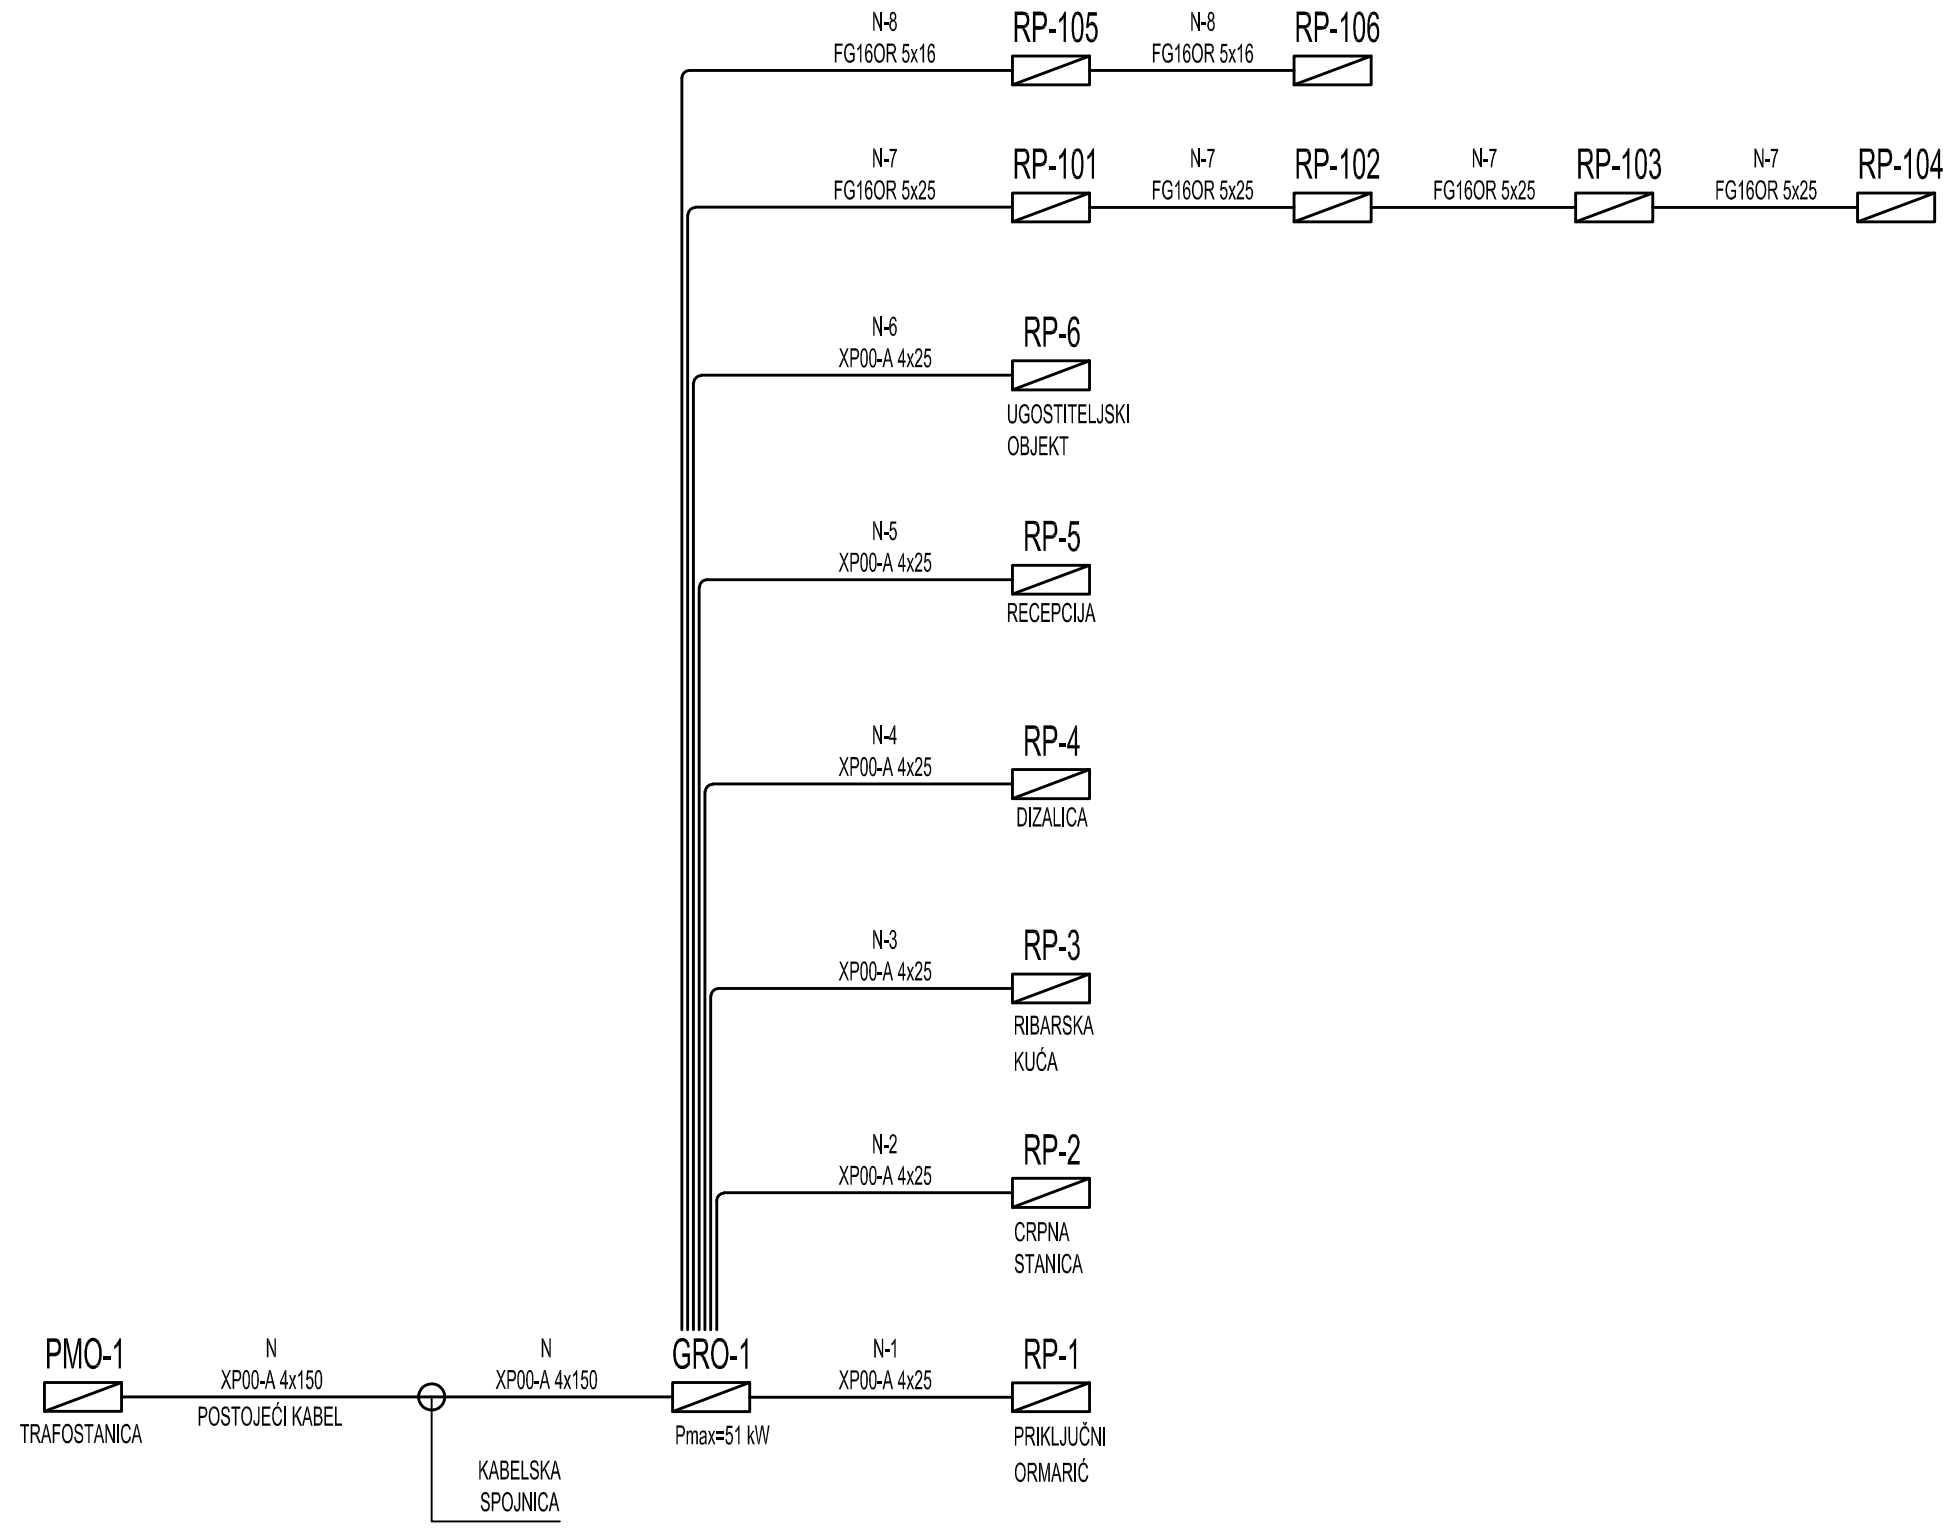 N-8
FG16OR 5x16
RP-105
N-8
FG16OR 5x16
RP-106
N-7
FG16OR 5x25
RP-101
N-7
FG16OR 5x25
RP-102
N-7
FG16OR 5x25
RP-103
N-7
FG16OR 5x25
RP-104
N-6
XP00-A 4x25
RP-6
UGOSTITELJSKI
OBJEKT
N-5
XP00-A 4x25
RP-5
RECEPCIJA
N-4
XP00-A 4x25
RP-4
DIZALICA
N-3
XP00-A 4x25
RP-3
RIBARSKA
KUĆA
N-2
XP00-A 4x25
RP-2
CRPNA
STANICA
PMO-1
TRAFOSTANICA
N
XP00-A 4x150
POSTOJEĆI KABEL
KABELSKA
SPOJNICA
N
XP00-A 4x150
GRO-1
Pmax=51 kW
N-1
XP00-A 4x25
RP-1
PRIKLJUČNI
ORMARIĆ